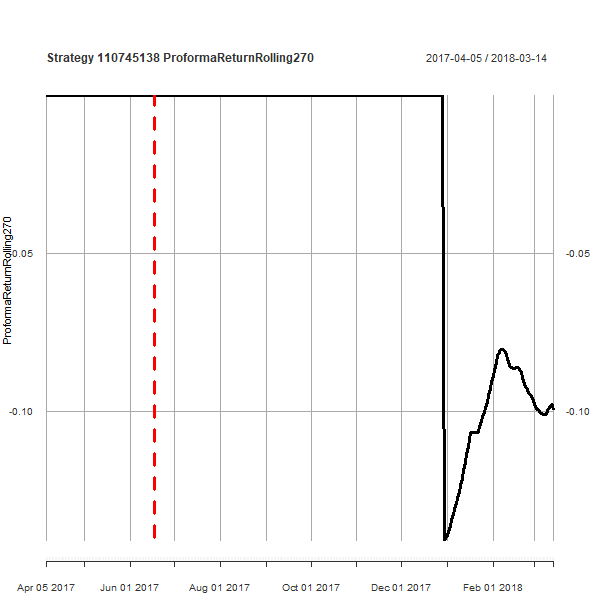 Strategy 110745138 ProformaReturnRolling270
2017-04-05 / 2018-03-14
ProformaReturnRolling270
-0.05
-0.05
-0.10
-0.10
Apr 05 2017 Jun 01 2017 Aug 01 2017 Oct 01 2017 Dec 01 2017 Feb 01 2018